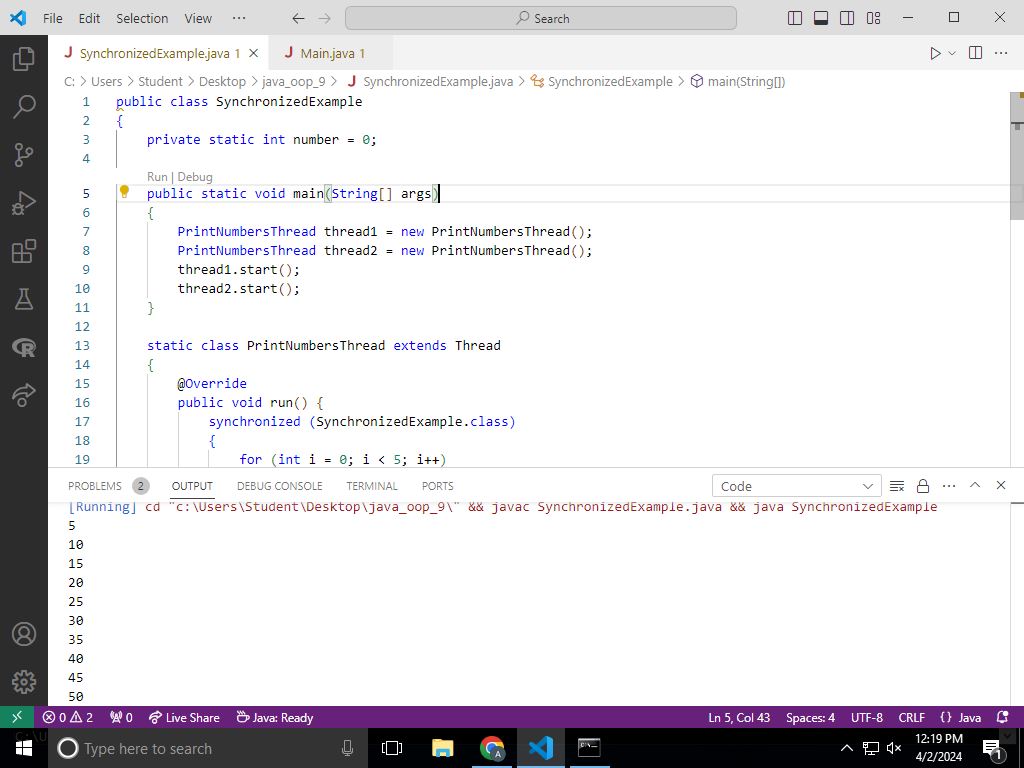 File Edit Selection View ··· Search
SynchronizedExample.java 1 Main.java 1
C: > Users > Student > Desktop > java_oop_9 > SynchronizedExample.java > SynchronizedExample > main(String[])
1 public class SynchronizedExample
2 {
3 private static int number = 0;
4
Run | Debug
5 public static void main(String[] args)
6 {
7 PrintNumbersThread thread1 = new PrintNumbersThread();
8 PrintNumbersThread thread2 = new PrintNumbersThread();
9 thread1.start();
10 thread2.start();
11 }
12
13 static class PrintNumbersThread extends Thread
14 {
15 @Override
16 public void run() {
17 synchronized (SynchronizedExample.class)
18 {
19 for (int i = 0; i < 5; i++)
PROBLEMS 2 OUTPUT DEBUG CONSOLE TERMINAL PORTS Code
[Running] cd "c:\Users\Student\Desktop\java_oop_9\" && javac SynchronizedExample.java && java SynchronizedExample
5
10
15
20
25
30
35
40
45
50
0 2 0 Live Share Java: Ready Ln 5, Col 43 Spaces: 4 UTF-8 CRLF {} Java
Type here to search 12:19 PM
4/2/2024 1